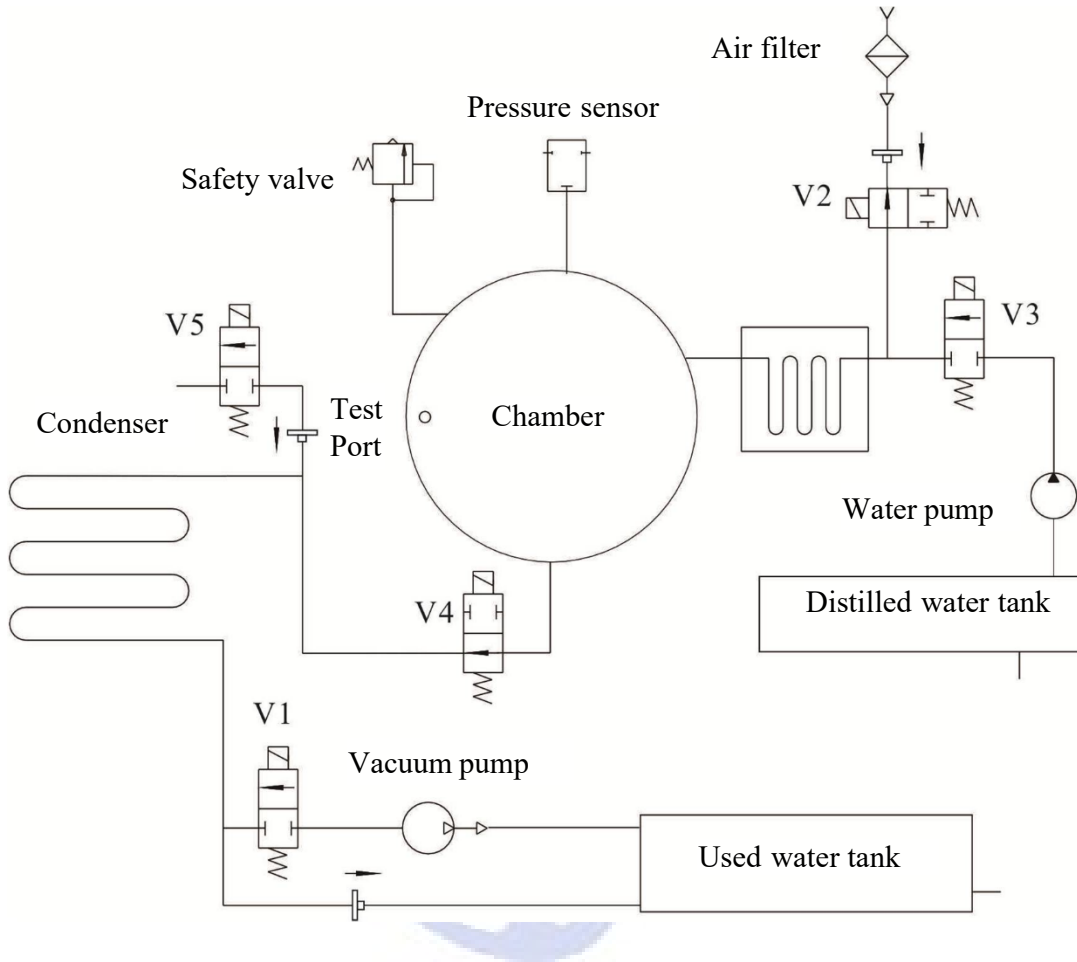 Air filter
Pressure sensor
Safety valve
V2
V5
V3
Test
Port
Chamber
Condenser
Water pump
V4
Distilled water tank
V1
Vacuum pump
Used water tank